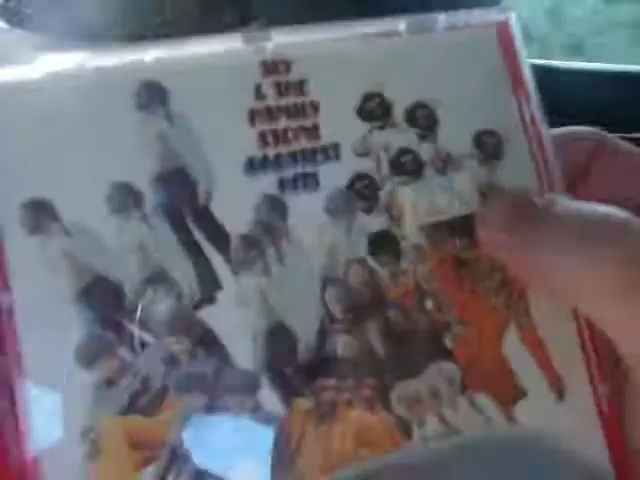 SLY
& THE
FAMILY
STONE
GREATEST
HITS